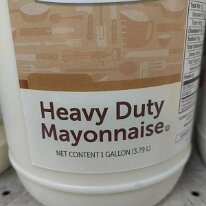 Heavy Duty
Mayonnaise
NET CONTENT 1 GALLON (3.79 L)